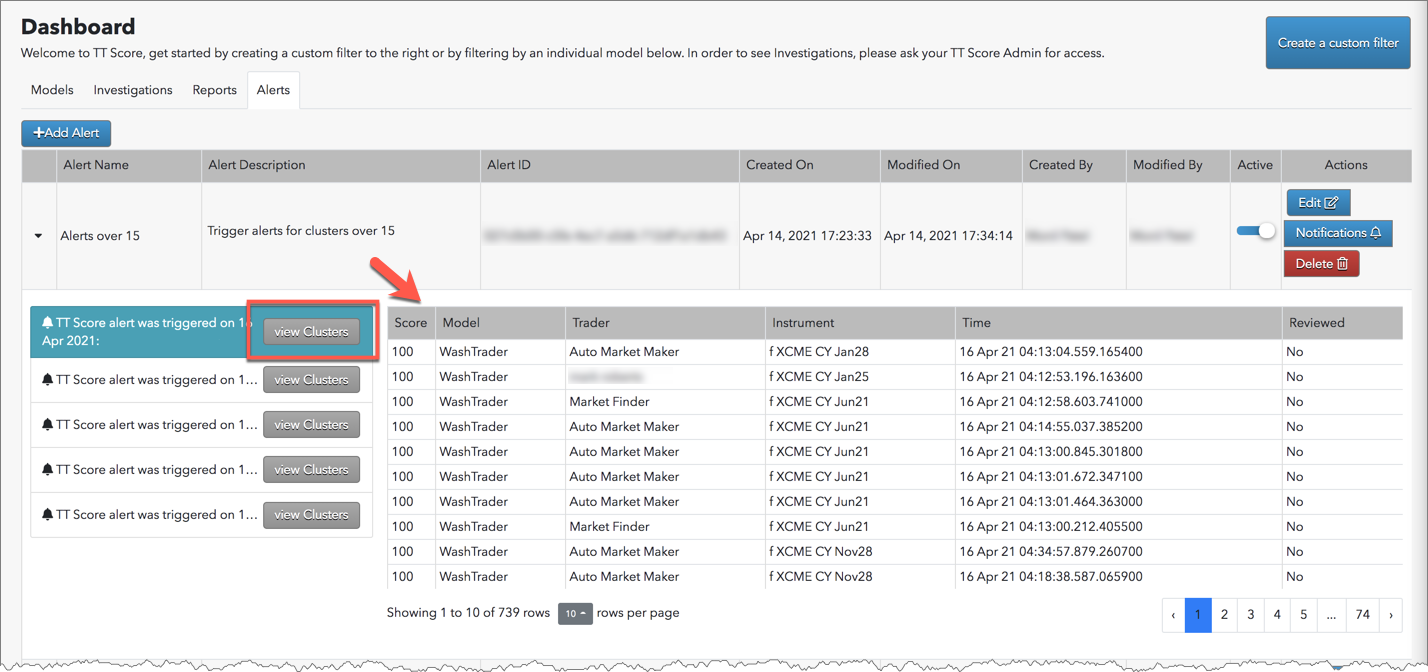 Dashboard
Welcome to TT Score, get started by creating a custom filter to the right or by filtering by an individual model below. In order to see Investigations, please ask your TT Score Admin for access.
Create a custom filter
Models Investigations Reports Alerts
+Add Alert
Alert Name Alert Description Alert ID Created On Modified On Created By Modified By Active Actions
Alerts over 15 Trigger alerts for clusters over 15 Apr 14, 2021 17:23:33 Apr 14, 2021 17:34:14
Edit
Notifications
Delete
TT Score alert was triggered on 16
Apr 2021:
view Clusters
TT Score alert was triggered on 1... view Clusters
TT Score alert was triggered on 1... view Clusters
TT Score alert was triggered on 1... view Clusters
TT Score alert was triggered on 1... view Clusters
Score Model Trader Instrument Time Reviewed
100 WashTrader Auto Market Maker f XCME CY Jan28 16 Apr 21 04:13:04.559.165400 No
100 WashTrader f XCME CY Jan25 16 Apr 21 04:12:53.196.163600 No
100 WashTrader Market Finder f XCME CY Jun21 16 Apr 21 04:12:58.603.741000 No
100 WashTrader Auto Market Maker f XCME CY Jun21 16 Apr 21 04:14:55.037.385200 No
100 WashTrader Auto Market Maker f XCME CY Jun21 16 Apr 21 04:13:00.845.301800 No
100 WashTrader Auto Market Maker f XCME CY Jun21 16 Apr 21 04:13:01.672.347100 No
100 WashTrader Auto Market Maker f XCME CY Jun21 16 Apr 21 04:13:01.464.363000 No
100 WashTrader Market Finder f XCME CY Jun21 16 Apr 21 04:13:00.212.405500 No
100 WashTrader Auto Market Maker f XCME CY Nov28 16 Apr 21 04:34:57.879.260700 No
100 WashTrader Auto Market Maker f XCME CY Nov28 16 Apr 21 04:18:38.587.065900 No
Showing 1 to 10 of 739 rows 10 rows per page
‹ 1 2 3 4 5 ... 74 ›